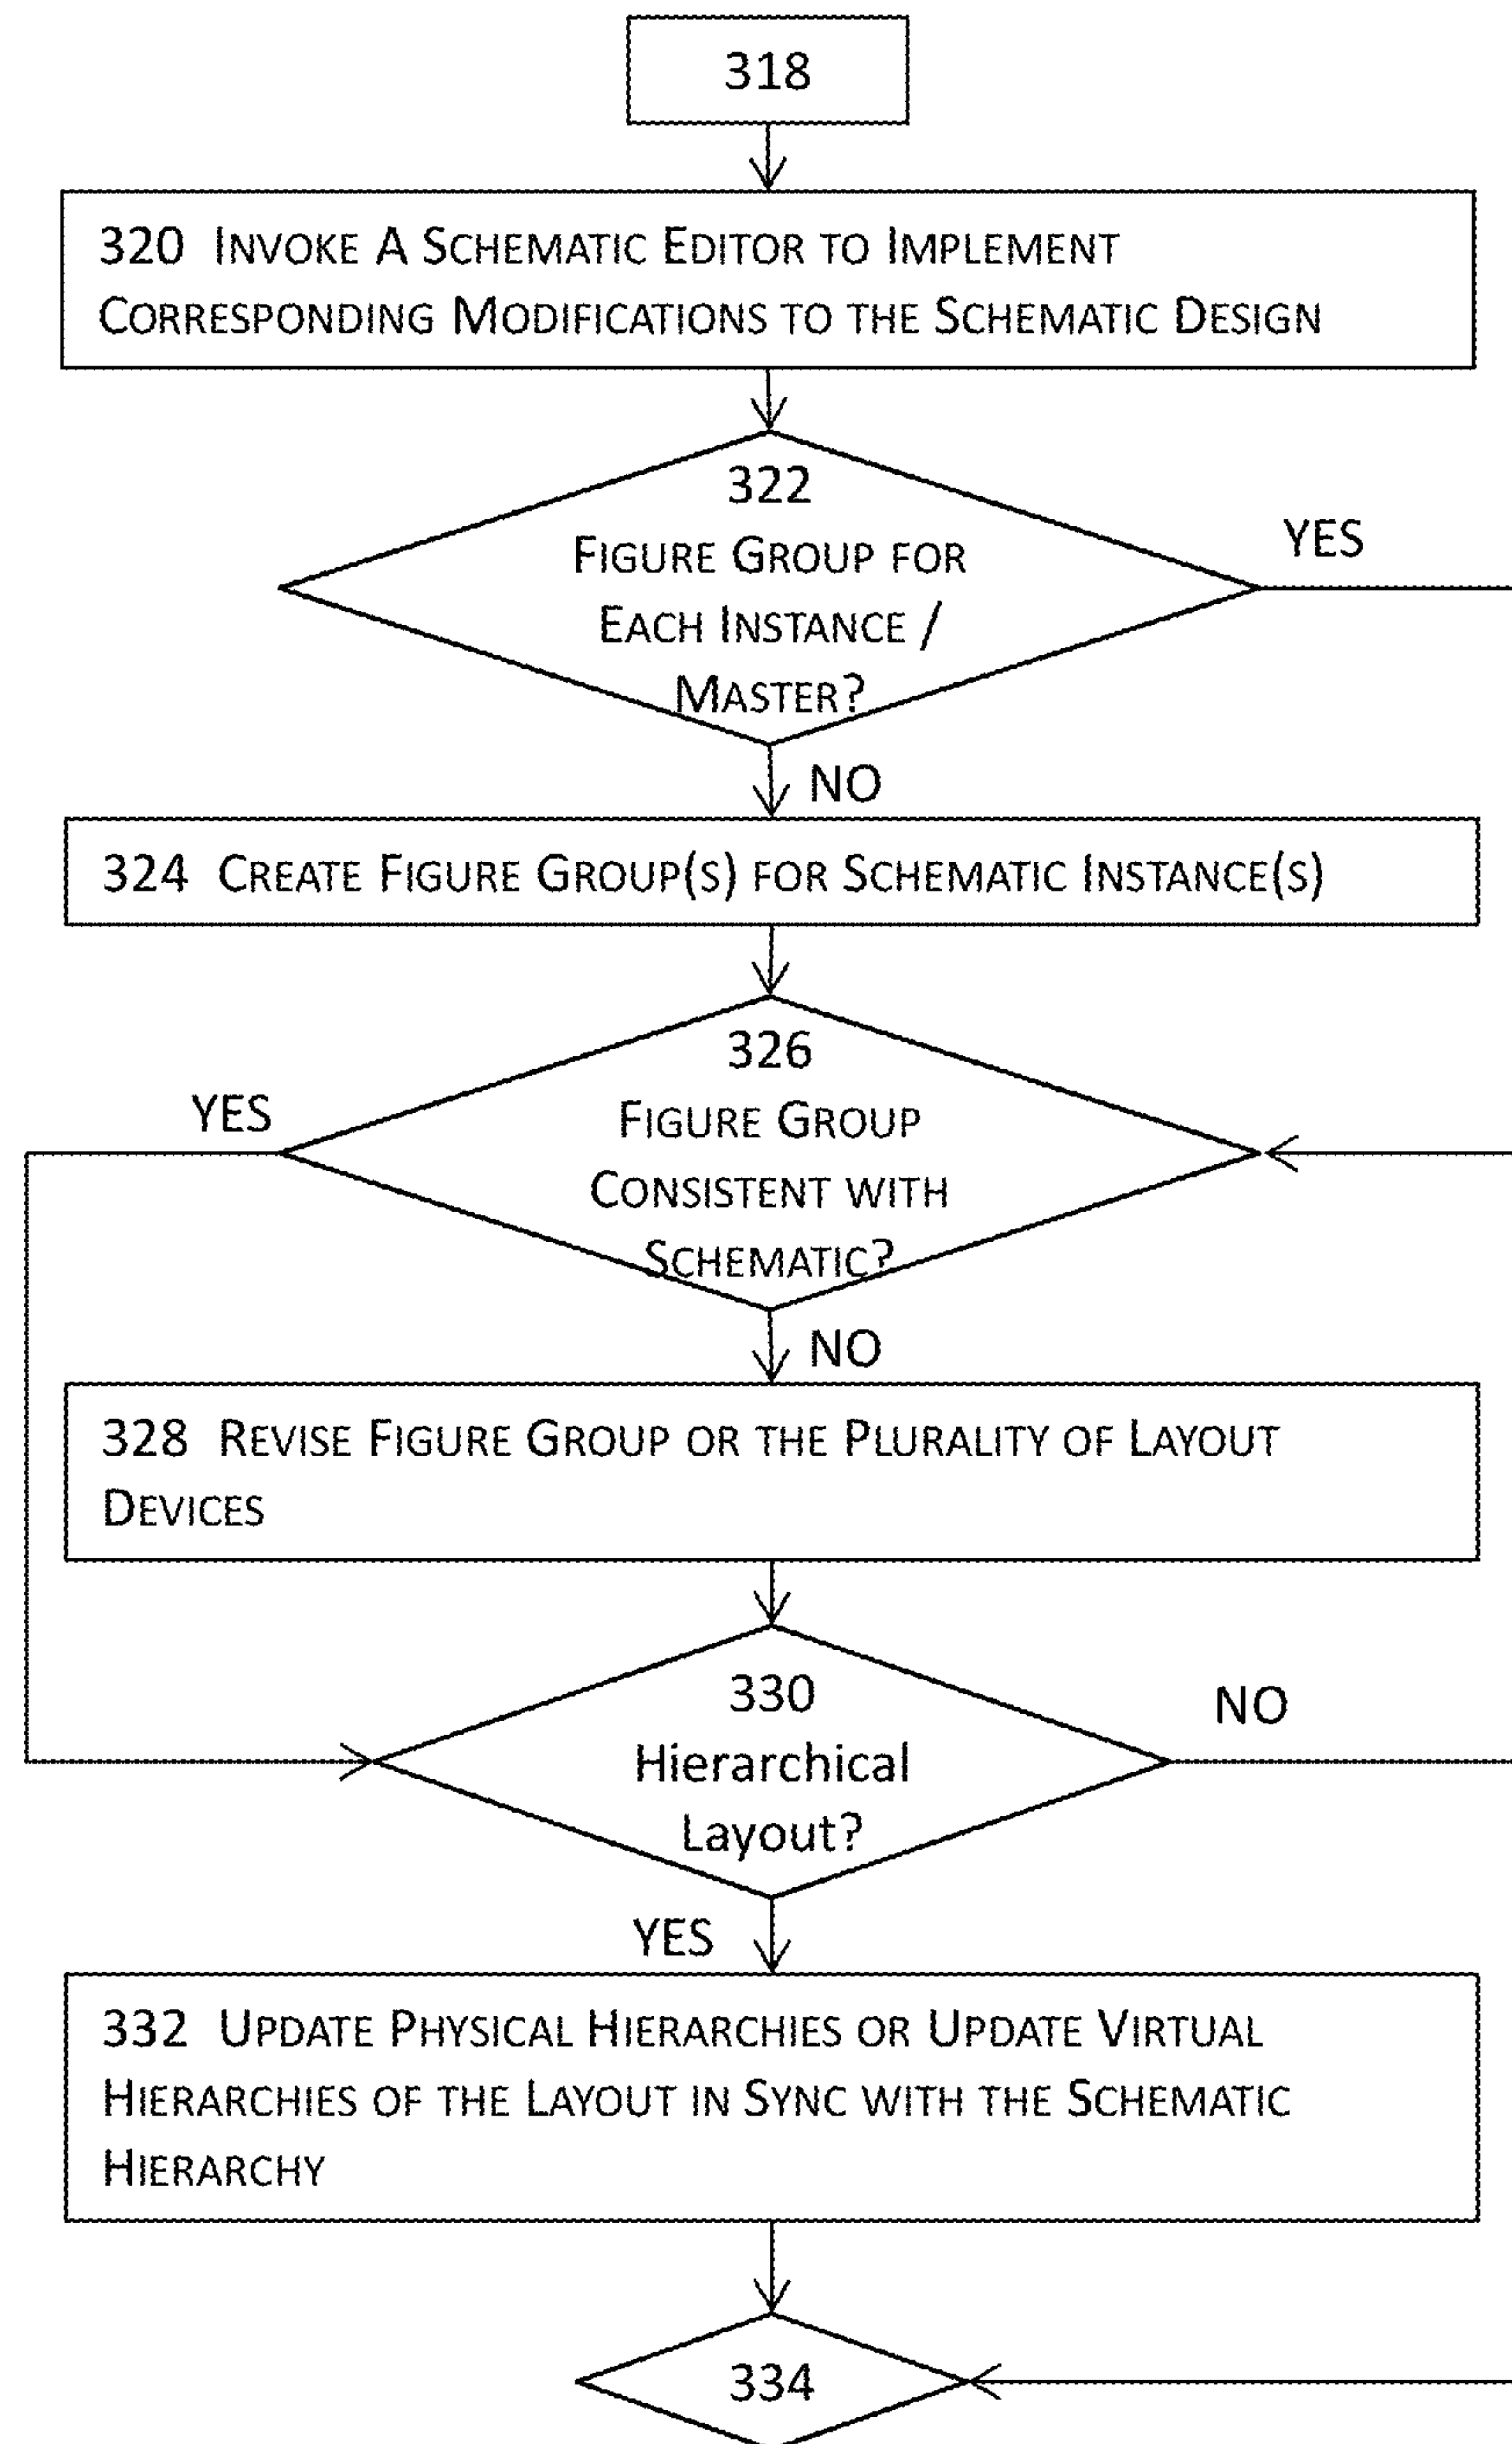 318
320 INVOKE A SCHEMATIC EDITOR TO IMPLEMENT
CORRESPONDING MODIFICATIONS TO THE SCHEMATIC DESIGN
322
FIGURE GROUP FOR
EACH INSTANCE /
MASTER?
YES
NO
324 CREATE FIGURE GROUP(S) FOR SCHEMATIC INSTANCE(S)
326
FIGURE GROUP
CONSISTENT WITH
SCHEMATIC?
YES
NO
328 REVISE FIGURE GROUP OR THE PLURALITY OF LAYOUT
DEVICES
330
Hierarchical
Layout?
NO
YES
332 UPDATE PHYSICAL HIERARCHIES OR UPDATE VIRTUAL
HIERARCHIES OF THE LAYOUT IN SYNC WITH THE SCHEMATIC
HIERARCHY
334